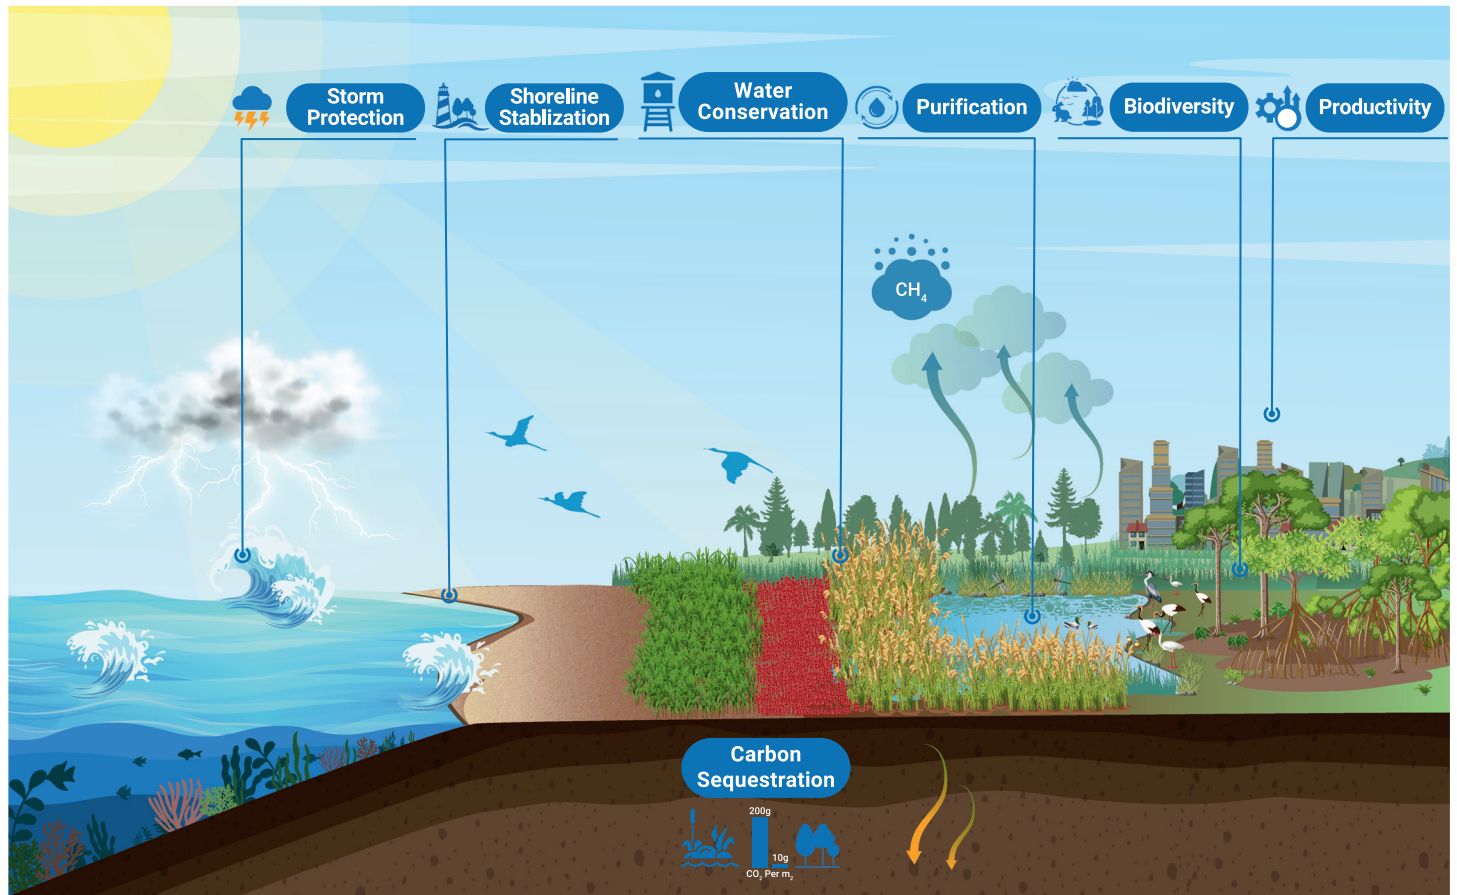 Storm
Protection
Shoreline
Stablization
Water
Conservation
Purification
Biodiversity
Productivity
CH₄
Carbon
Sequestration
200g
10g
CO₂ Per m₂